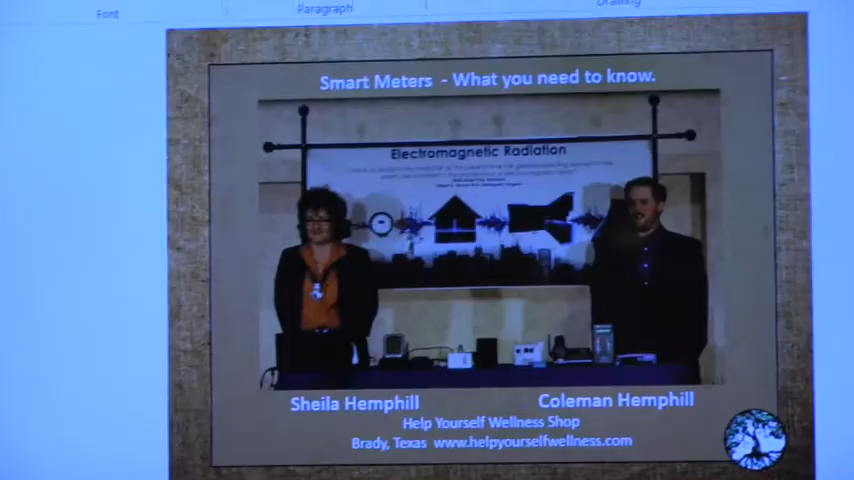 Font
Paragraph
Drawing
Smart Meters - What you need to know.
Electromagnetic Radiation
Sheila Hemphill
Coleman Hemphill
Help Yourself Wellness Shop
Brady, Texas www.helpyourselfwellness.com